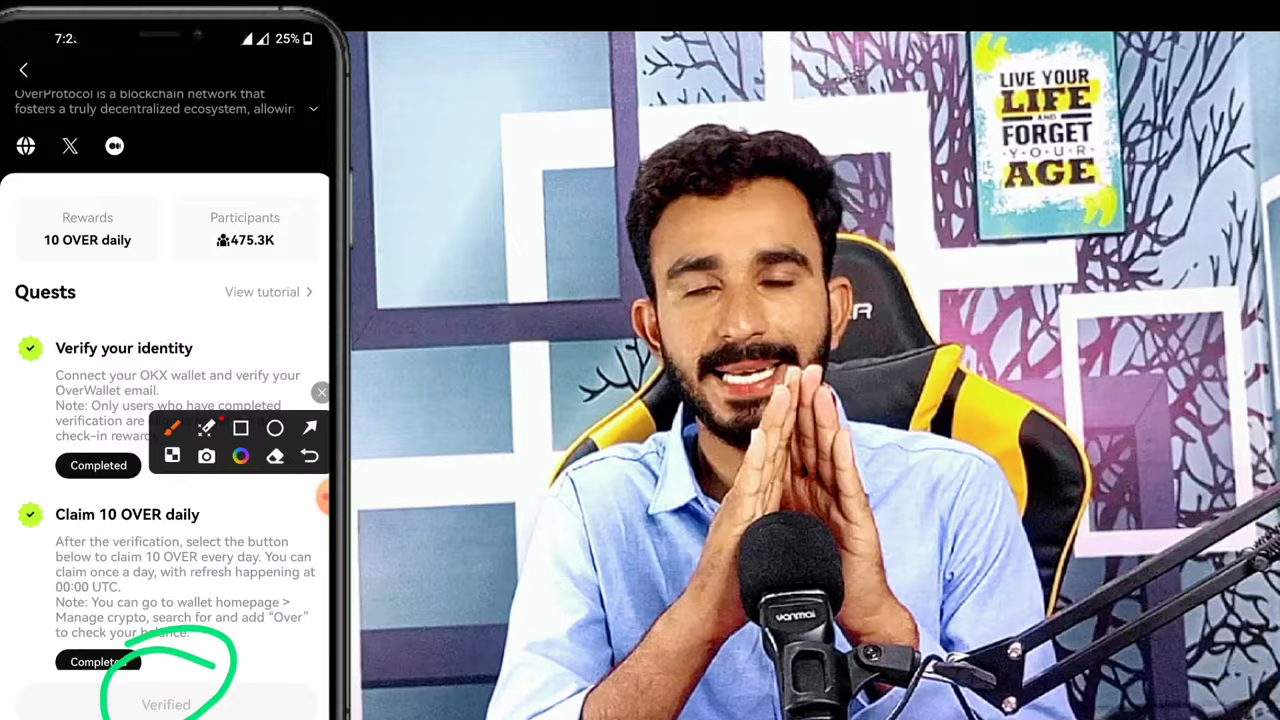 7:2
25%
OverProtocol is a blockchain network that
fosters a truly decentralized ecosystem, allowin
Rewards
10 OVER daily
Participants
475.3K
Quests
View tutorial
Verify your identity
Connect your OKX wallet and verify your
OverWallet email.
Note: Only users who have completed
verification are
check-in rewar
Completed
Claim 10 OVER daily
After the verification, select the button
below to claim 10 OVER every day. You can
claim once a day, with refresh happening at
00:00 UTC.
Note: You can go to wallet homepage >
Manage crypto, search for and add “Over”
to check your balance.
Completed
Verified
LIVE YOUR
LIFE
AND
FORGET
·Y·O·U·R·
AGE
R
vanmai